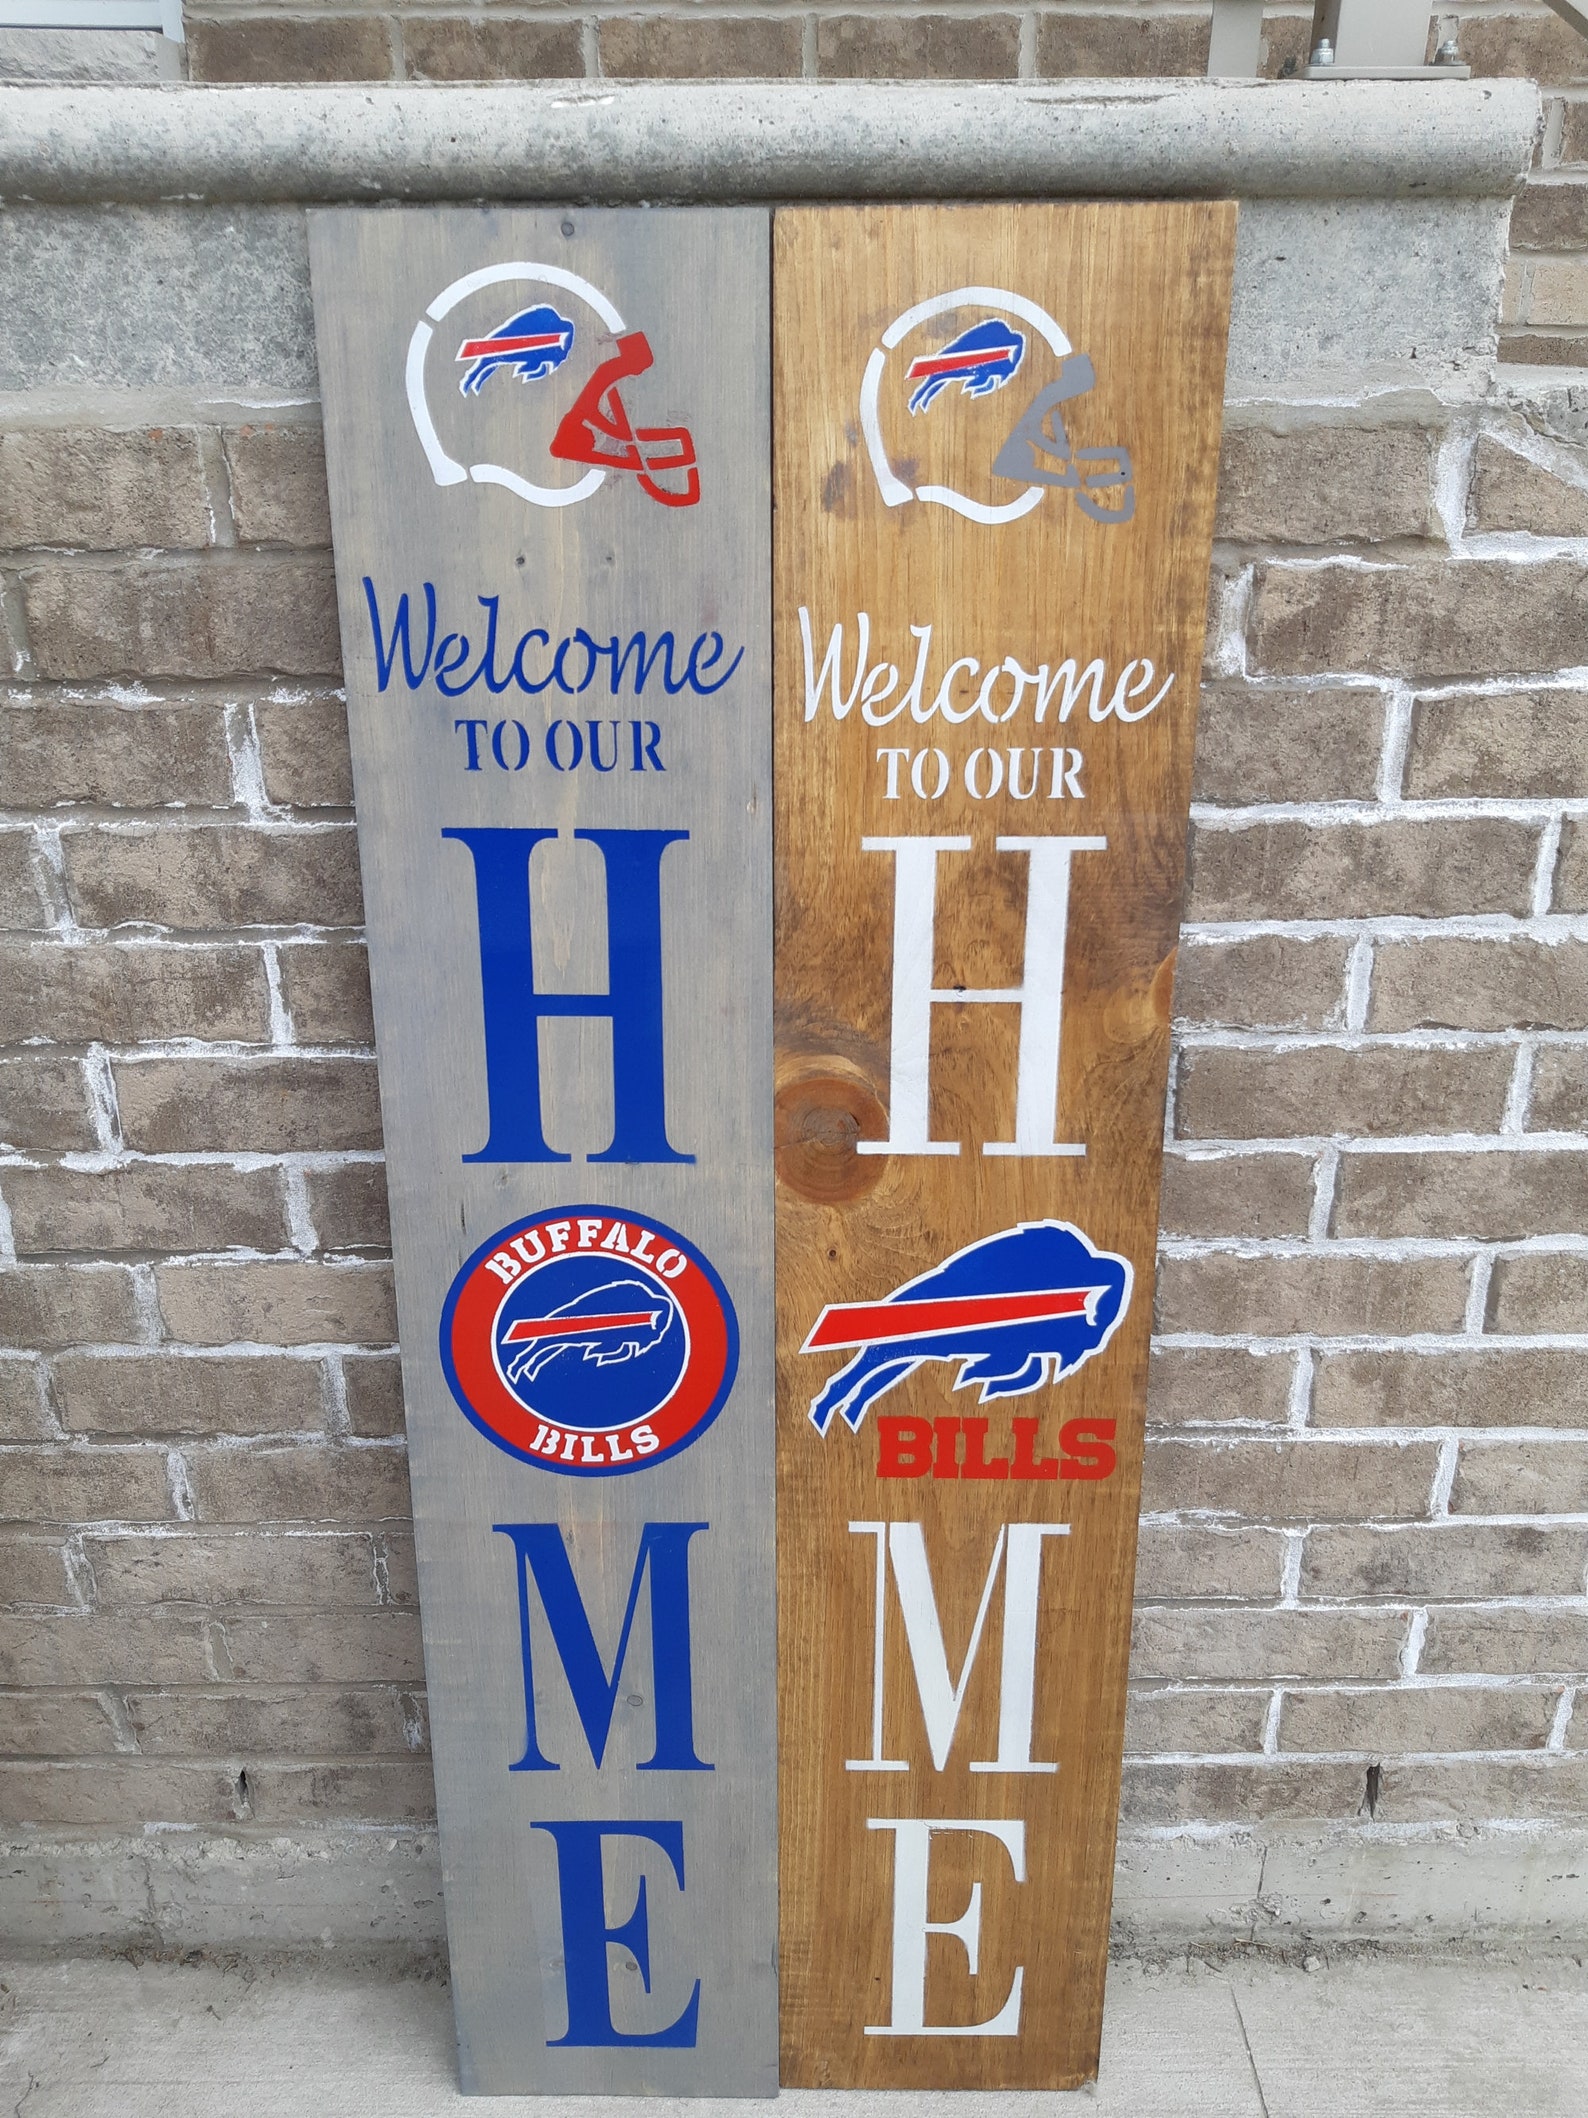 Welcome
TO OUR
H
BUFFALO
BILLS
M
E
Welcome
TO OUR
H
BILLS
M
E